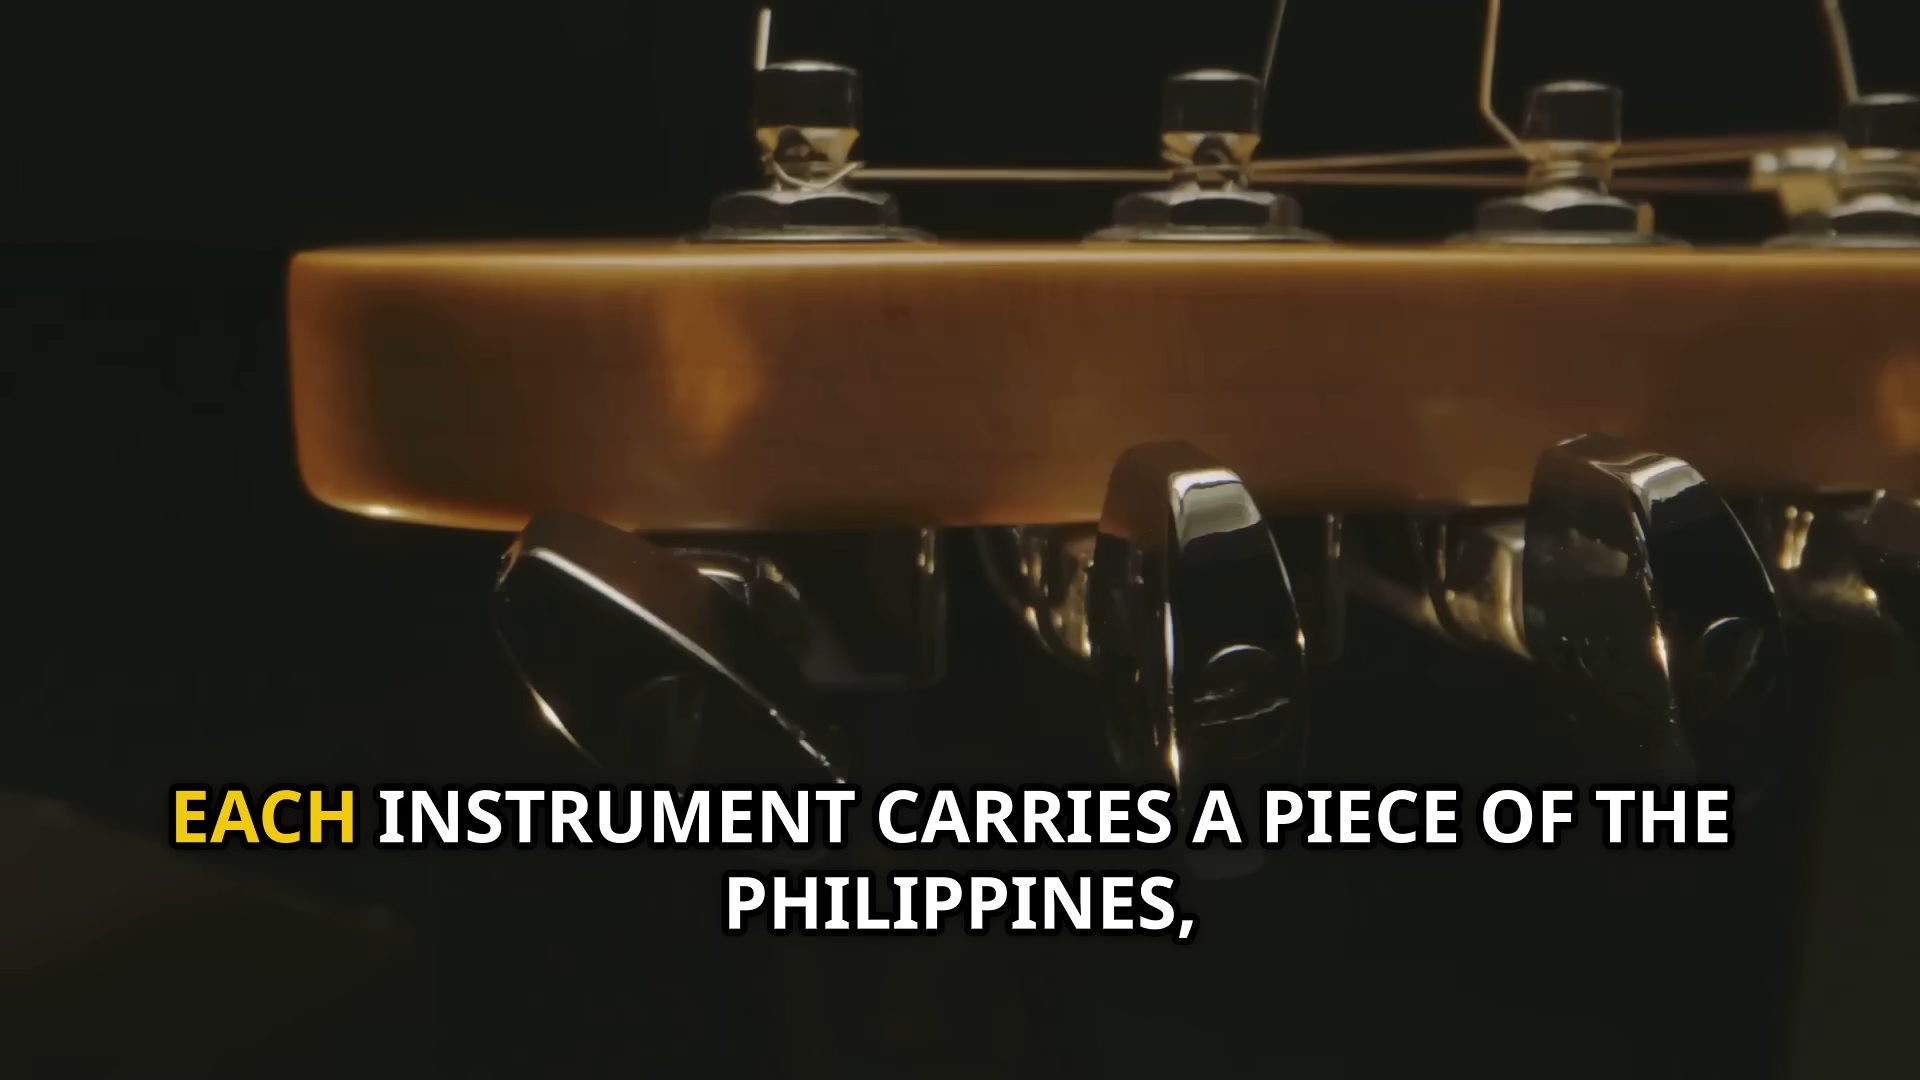 EACH INSTRUMENT CARRIES A PIECE OF THE
PHILIPPINES,